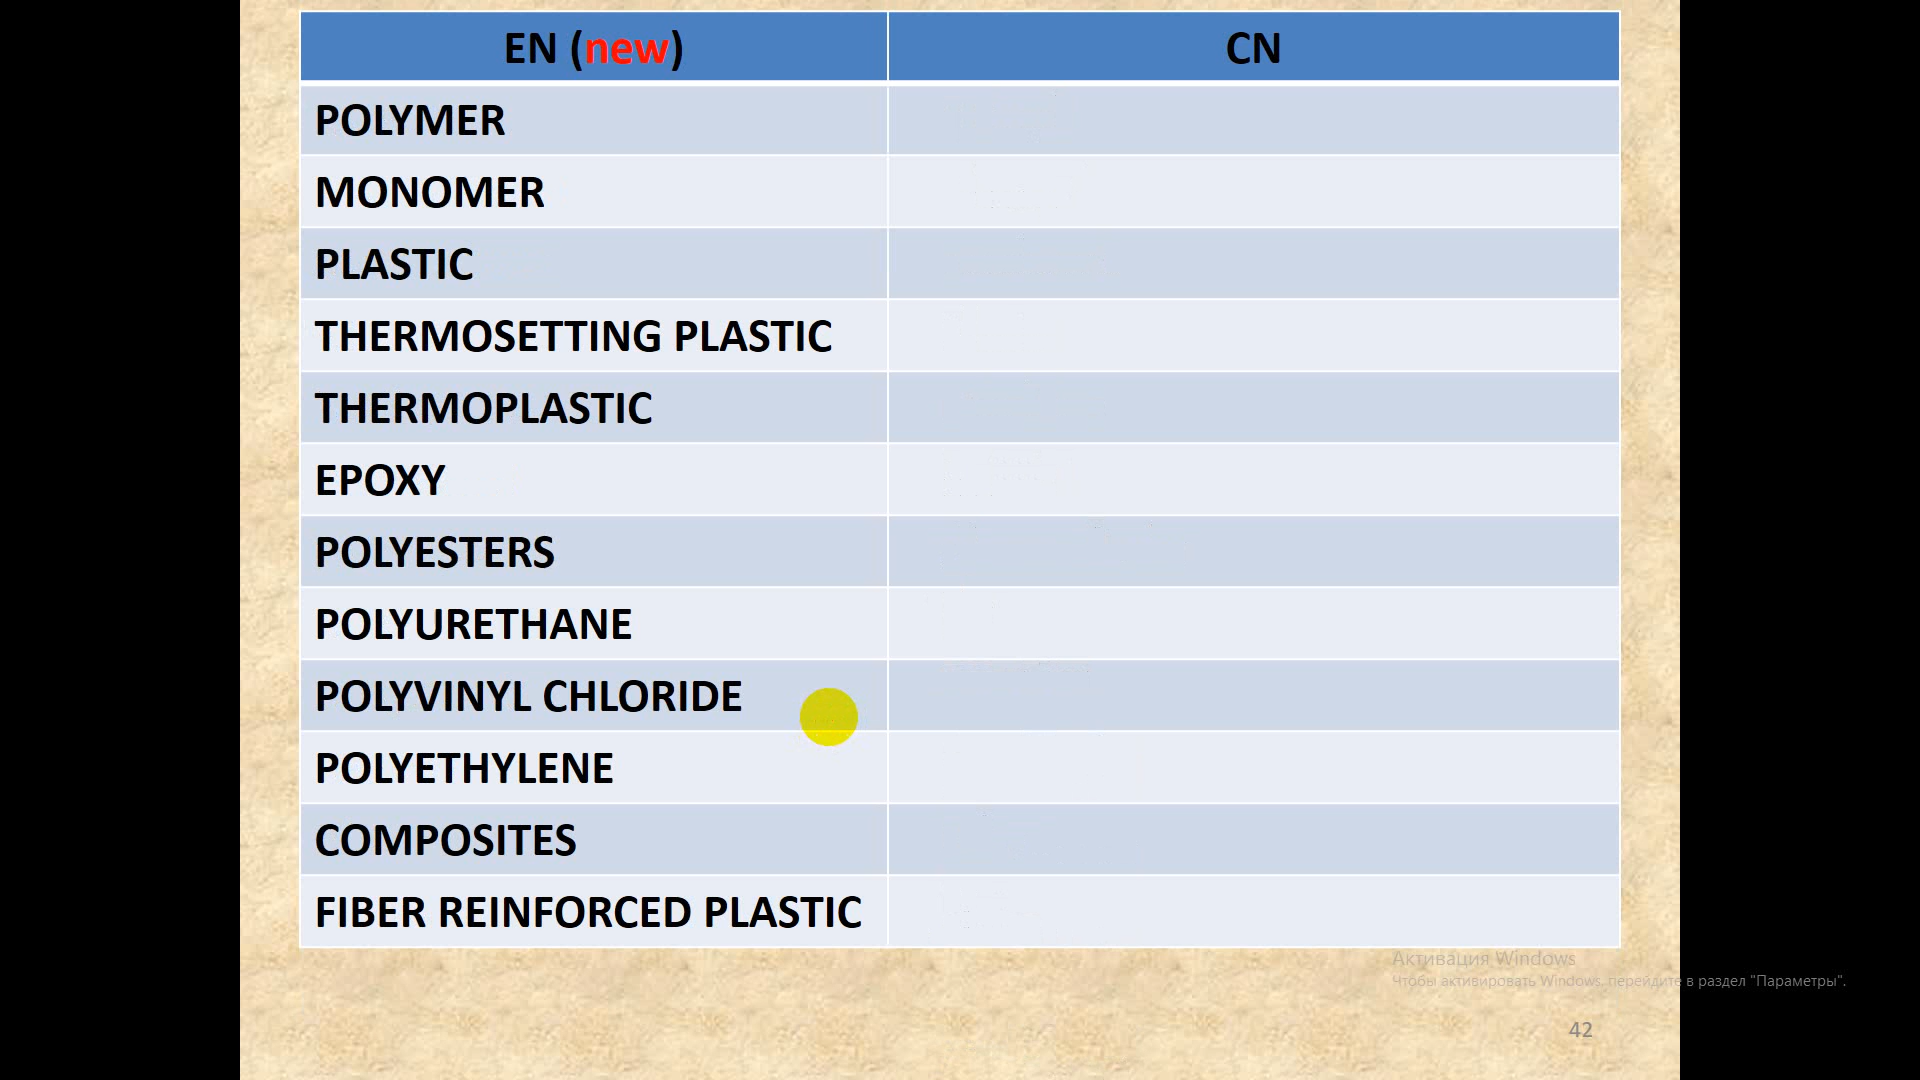 EN (new) CN
POLYMER
MONOMER
PLASTIC
THERMOSETTING PLASTIC
THERMOPLASTIC
EPOXY
POLYESTERS
POLYURETHANE
POLYVINYL CHLORIDE
POLYETHYLENE
COMPOSITES
FIBER REINFORCED PLASTIC
Активация Windows
Чтобы активировать Windows, перейдите в раздел "Параметры".
42